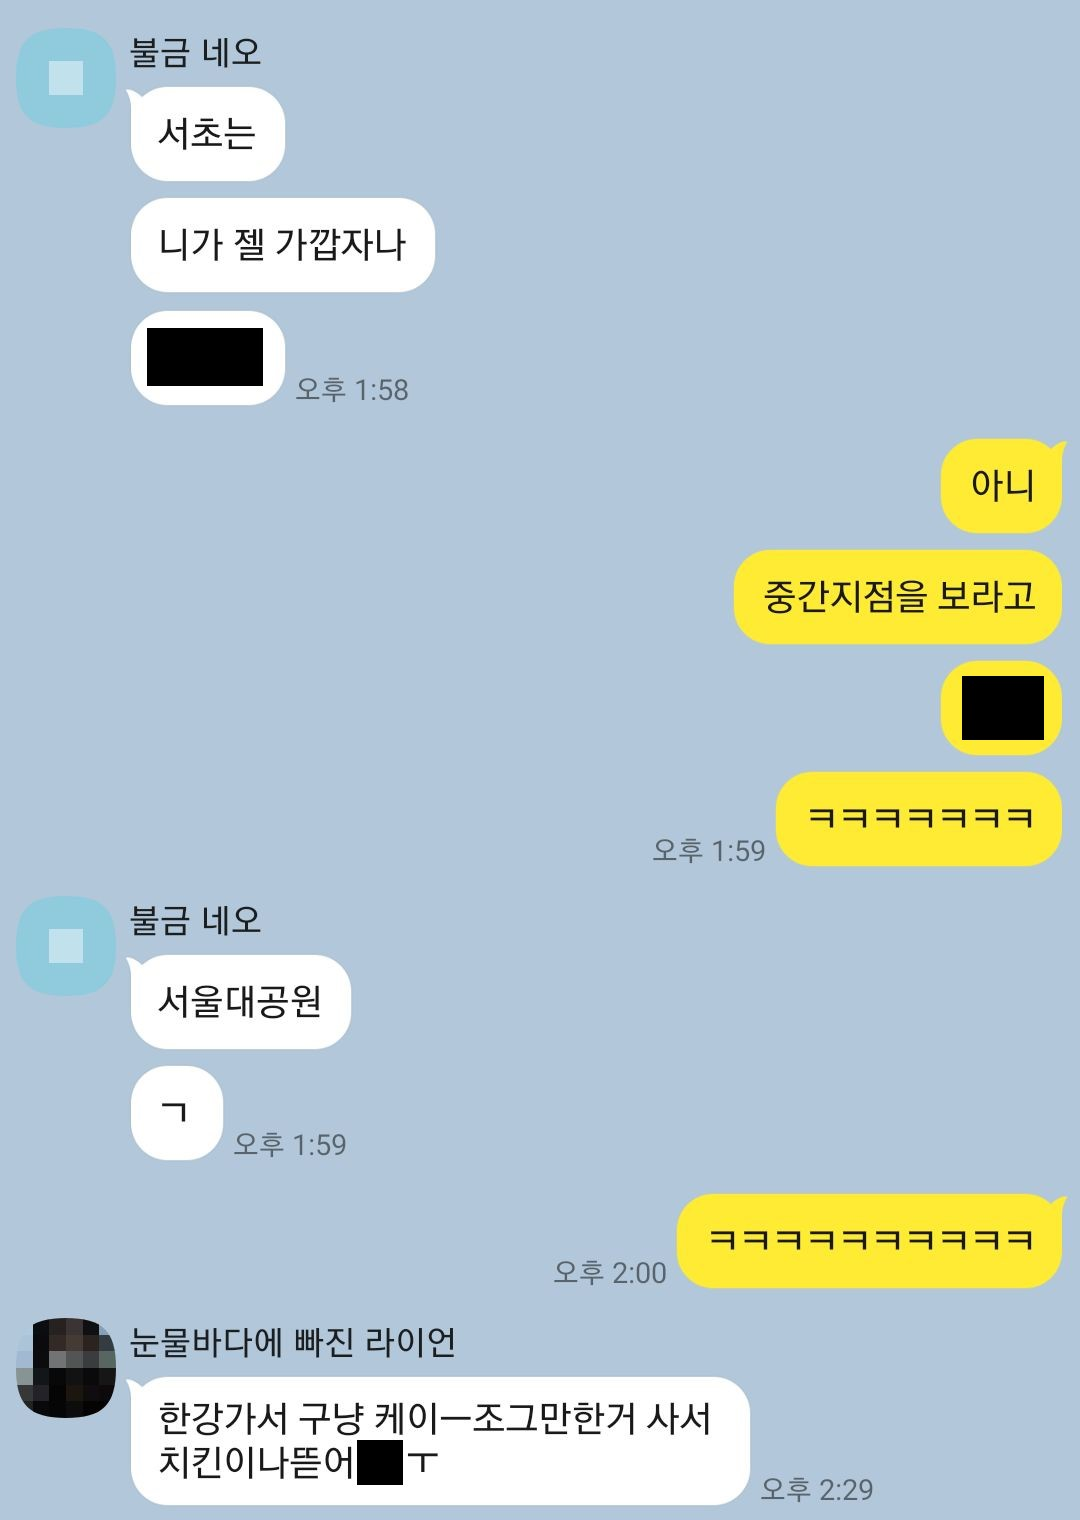 불금 네오
서초는
니가 젤 가깝자나
오후 1:58
아니
중간지점을 보라고
ㅋㅋㅋㅋㅋㅋㅋ
오후 1:59
불금 네오
서울대공원
ㄱ
오후 1:59
ㅋㅋㅋㅋㅋㅋㅋㅋㅋㅋ
오후 2:00
눈물바다에 빠진 라이언
한강가서 구냥 케이ㅡ조그만한거 사서
치킨이나뜯어 ㅜ
오후 2:29